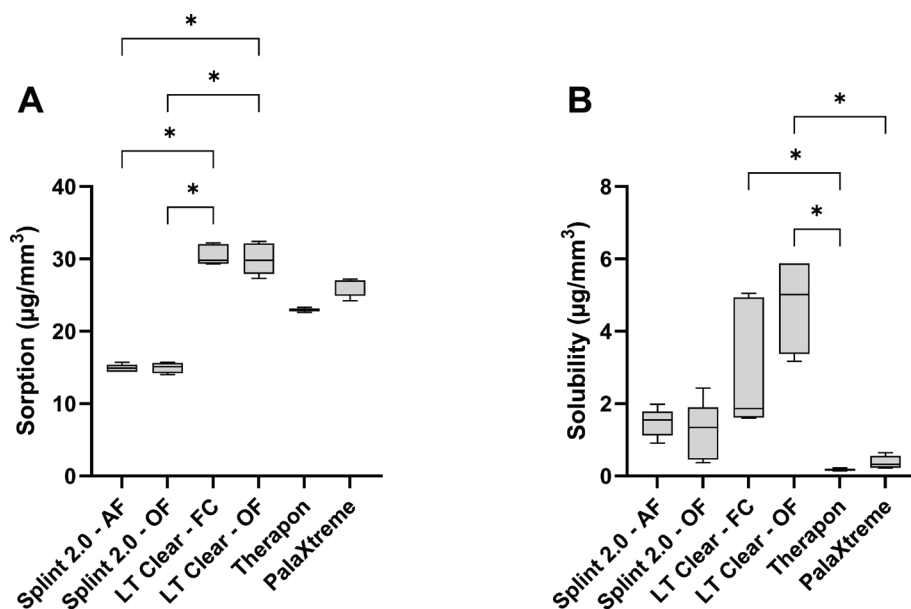 A
*
*
*
*
Sorption (µg/mm³)
40
30
20
10
0
Splint 2.0 - AF
Splint 2.0 - OF
LT Clear - FC
LT Clear - OF
Therapon
PalaXtreme
B
*
*
*
Solubility (µg/mm³)
8
6
4
2
0
Splint 2.0 - AF
Splint 2.0 - OF
LT Clear - FC
LT Clear - OF
Therapon
PalaXtreme